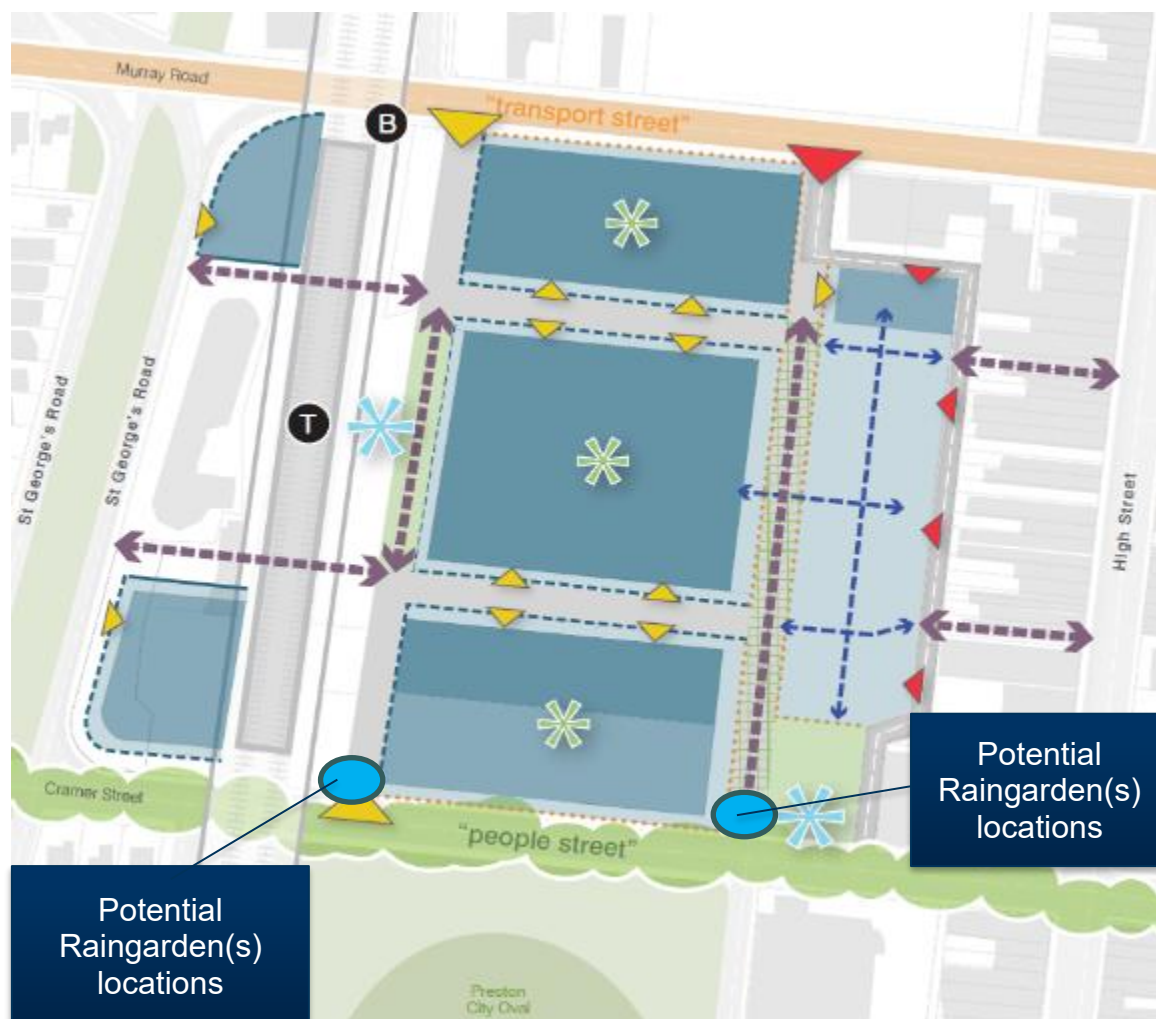 Murray Road
"transport street"
B
T
St George's Road
St George's Road
High Street
Cramer Street
"people street"
Potential
Raingarden(s)
locations
Potential
Raingarden(s)
locations
Preston
City Oval